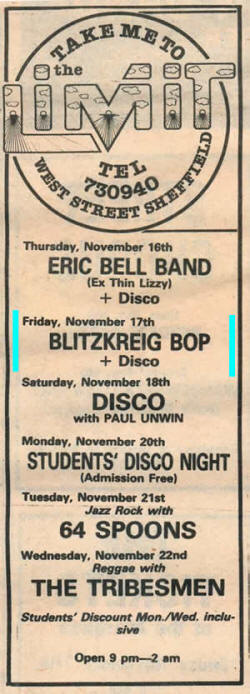 TAKE ME TO
the
LIMIT
TEL
730940
WEST STREET SHEFFIELD
Thursday, November 16th
ERIC BELL BAND
(Ex Thin Lizzy)
+ Disco
Friday, November 17th
BLITZKREIG BOP
+ Disco
Saturday, November 18th
DISCO
with PAUL UNWIN
Monday, November 20th
STUDENTS' DISCO NIGHT
(Admission Free)
Tuesday, November 21st
Jazz Rock with
64 SPOONS
Wednesday, November 22nd
Reggae with
THE TRIBESMEN
Students' Discount Mon./Wed. inclu-
sive
Open 9 pm—2 am